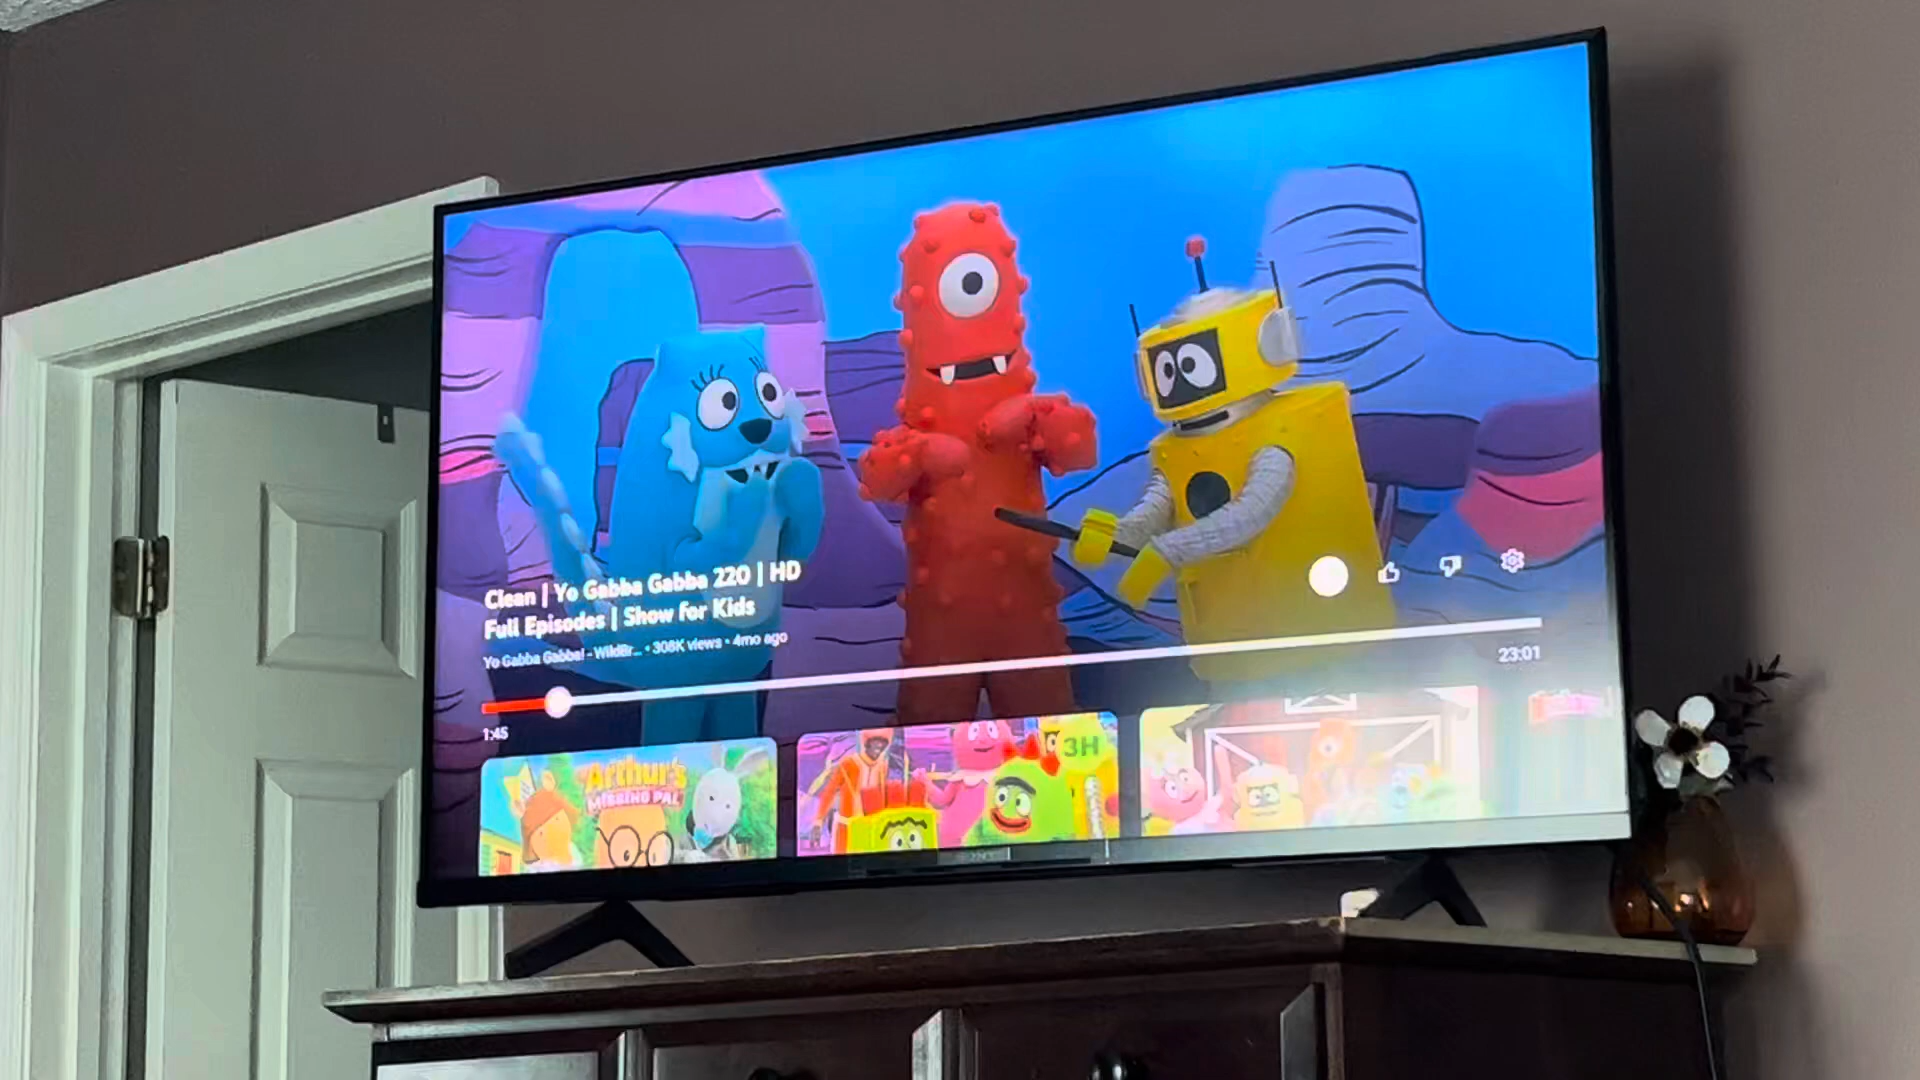 Clean | Yo Gabba Gabba 220 | HD
Full Episodes | Show for Kids
Yo Gabba Gabba! - WildBr... • 308K views • 4mo ago
23:01
1:45
Arthur's
MISSING PAL
3H